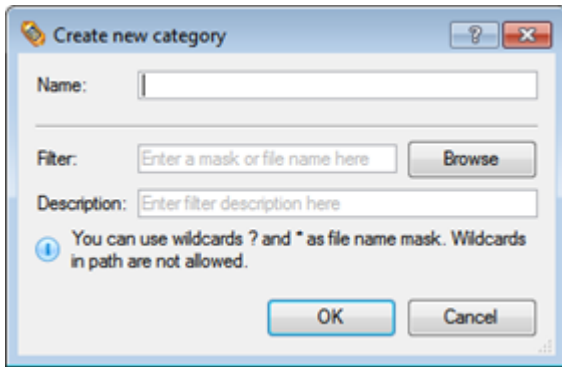 Create new category
?
Name:
Filter: Enter a mask or file name here Browse
Description: Enter filter description here
You can use wildcards ? and * as file name mask. Wildcards
in path are not allowed.
OK Cancel